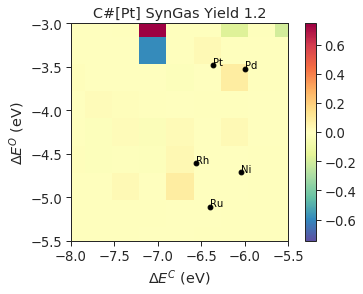 C#[Pt] SynGas Yield 1.2
−3.0
−3.5
−4.0
−4.5
−5.0
−5.5
ΔE^O (eV)
Pt
Pd
Rh
Ni
Ru
−8.0 −7.5 −7.0 −6.5 −6.0 −5.5
ΔE^C (eV)
0.6
0.4
0.2
0.0
−0.2
−0.4
−0.6